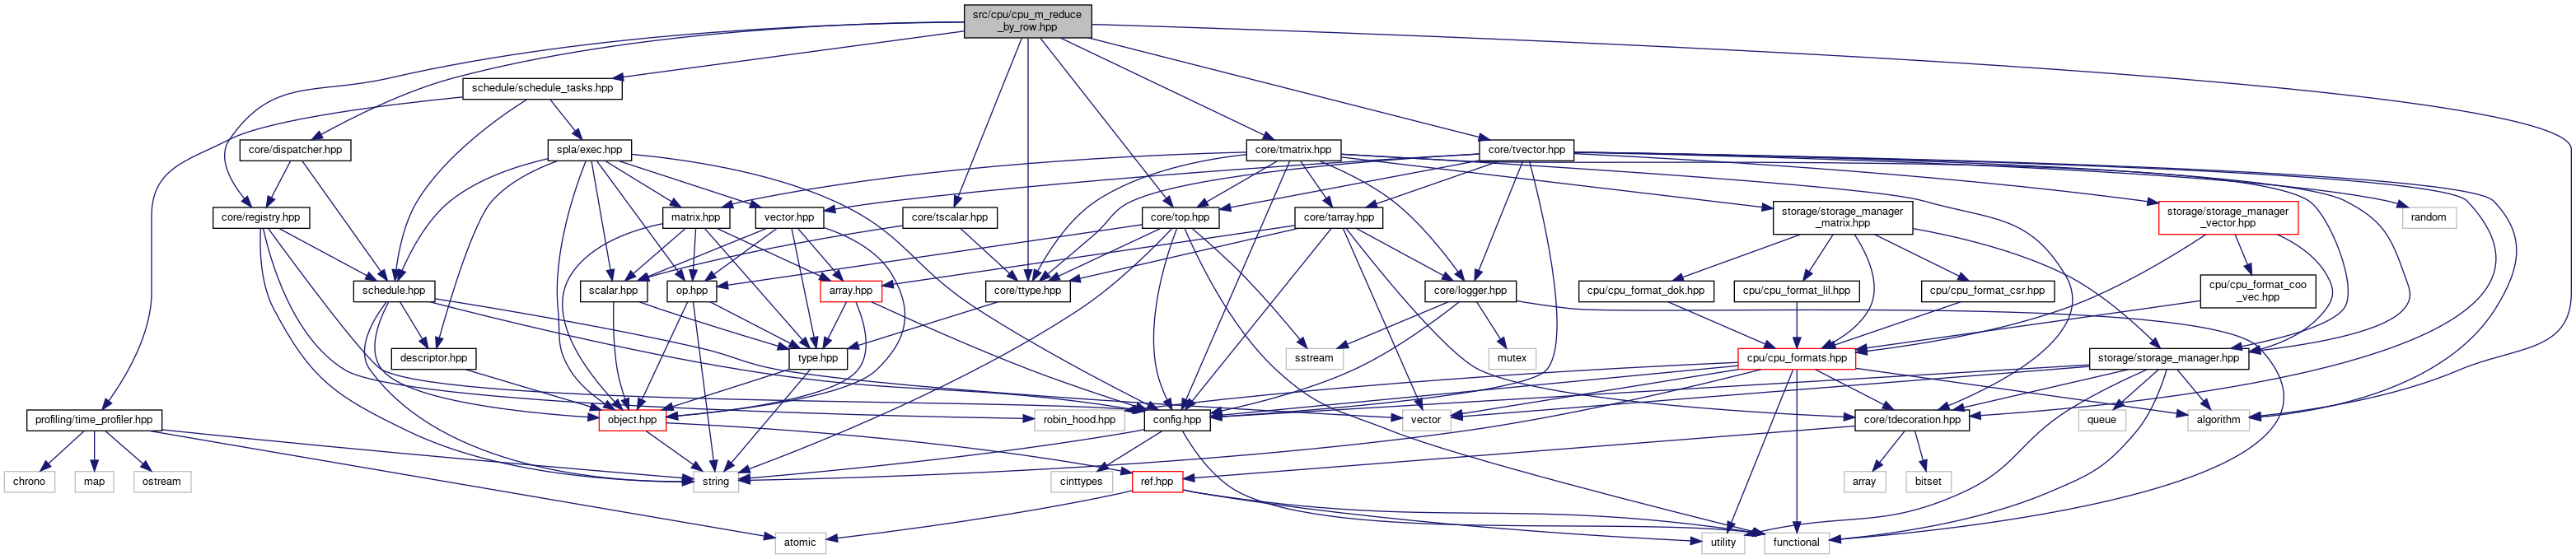 src/cpu/cpu_m_reduce
_by_row.hpp
schedule/schedule_tasks.hpp
core/dispatcher.hpp
spla/exec.hpp
core/tmatrix.hpp
core/tvector.hpp
core/registry.hpp
matrix.hpp
vector.hpp
core/tscalar.hpp
core/top.hpp
core/tarray.hpp
storage/storage_manager
_matrix.hpp
storage/storage_manager
_vector.hpp
random
schedule.hpp
scalar.hpp
op.hpp
array.hpp
core/ttype.hpp
core/logger.hpp
cpu/cpu_format_dok.hpp
cpu/cpu_format_lil.hpp
cpu/cpu_format_csr.hpp
cpu/cpu_format_coo
_vec.hpp
descriptor.hpp
type.hpp
sstream
mutex
cpu/cpu_formats.hpp
storage/storage_manager.hpp
profiling/time_profiler.hpp
object.hpp
robin_hood.hpp
config.hpp
vector
core/tdecoration.hpp
queue
algorithm
chrono
map
ostream
string
cinttypes
ref.hpp
array
bitset
atomic
utility
functional